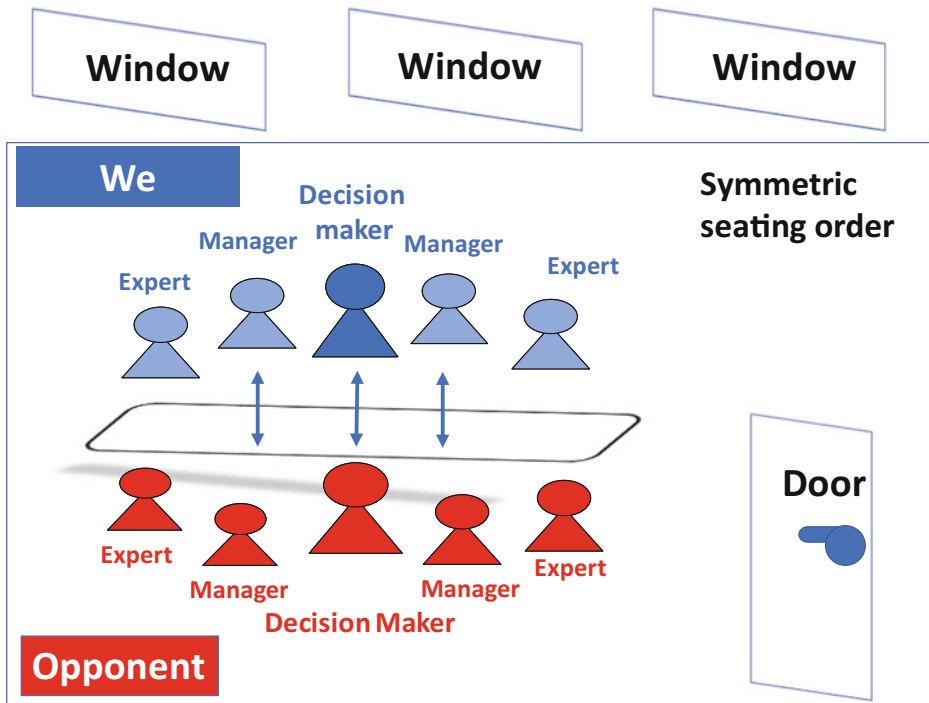 Window
Window
Window
We
Symmetric
seating order
Decision
maker
Manager
Manager
Expert
Expert
Door
Expert
Expert
Manager
Manager
Decision Maker
Opponent